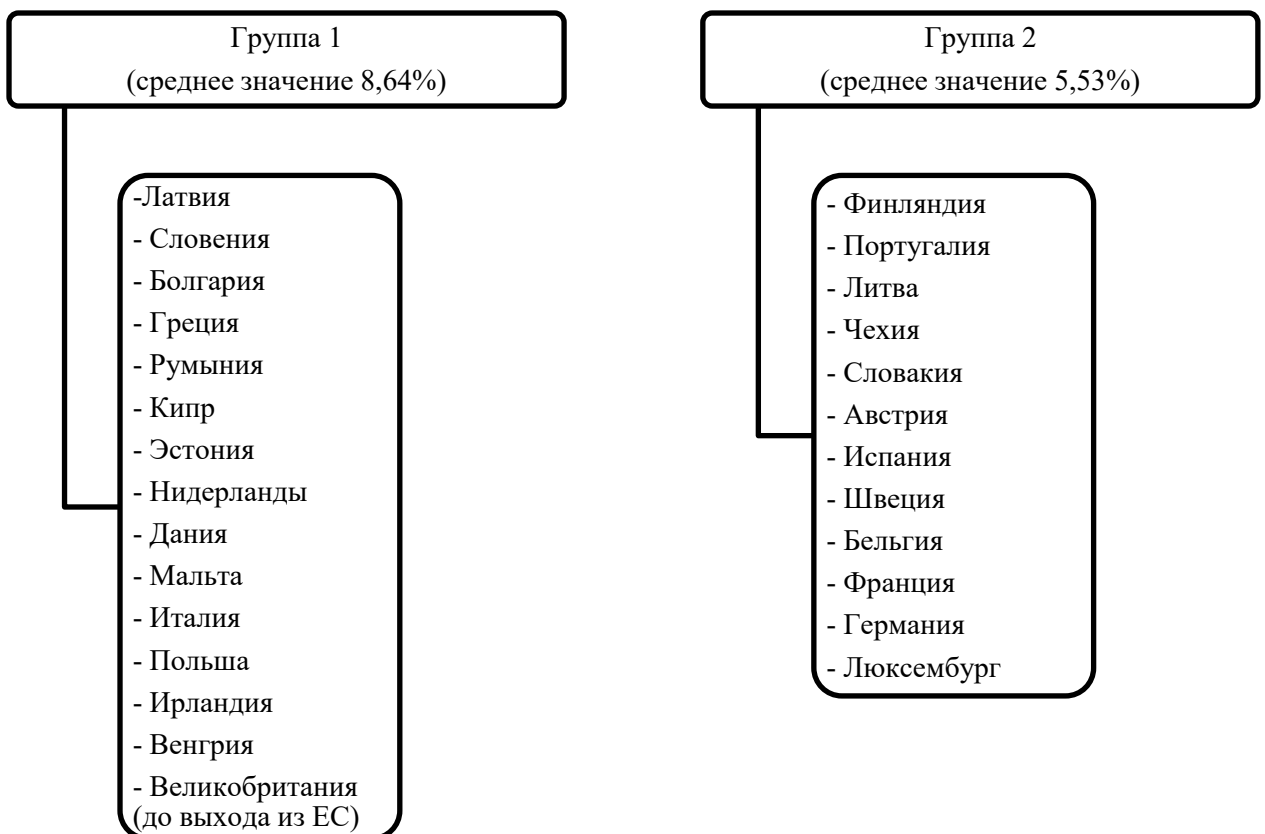 Группа 1
(среднее значение 8,64%)
-Латвия
- Словения
- Болгария
- Греция
- Румыния
- Кипр
- Эстония
- Нидерланды
- Дания
- Мальта
- Италия
- Польша
- Ирландия
- Венгрия
- Великобритания
(до выхода из ЕС)
Группа 2
(среднее значение 5,53%)
- Финляндия
- Португалия
- Литва
- Чехия
- Словакия
- Австрия
- Испания
- Швеция
- Бельгия
- Франция
- Германия
- Люксембург